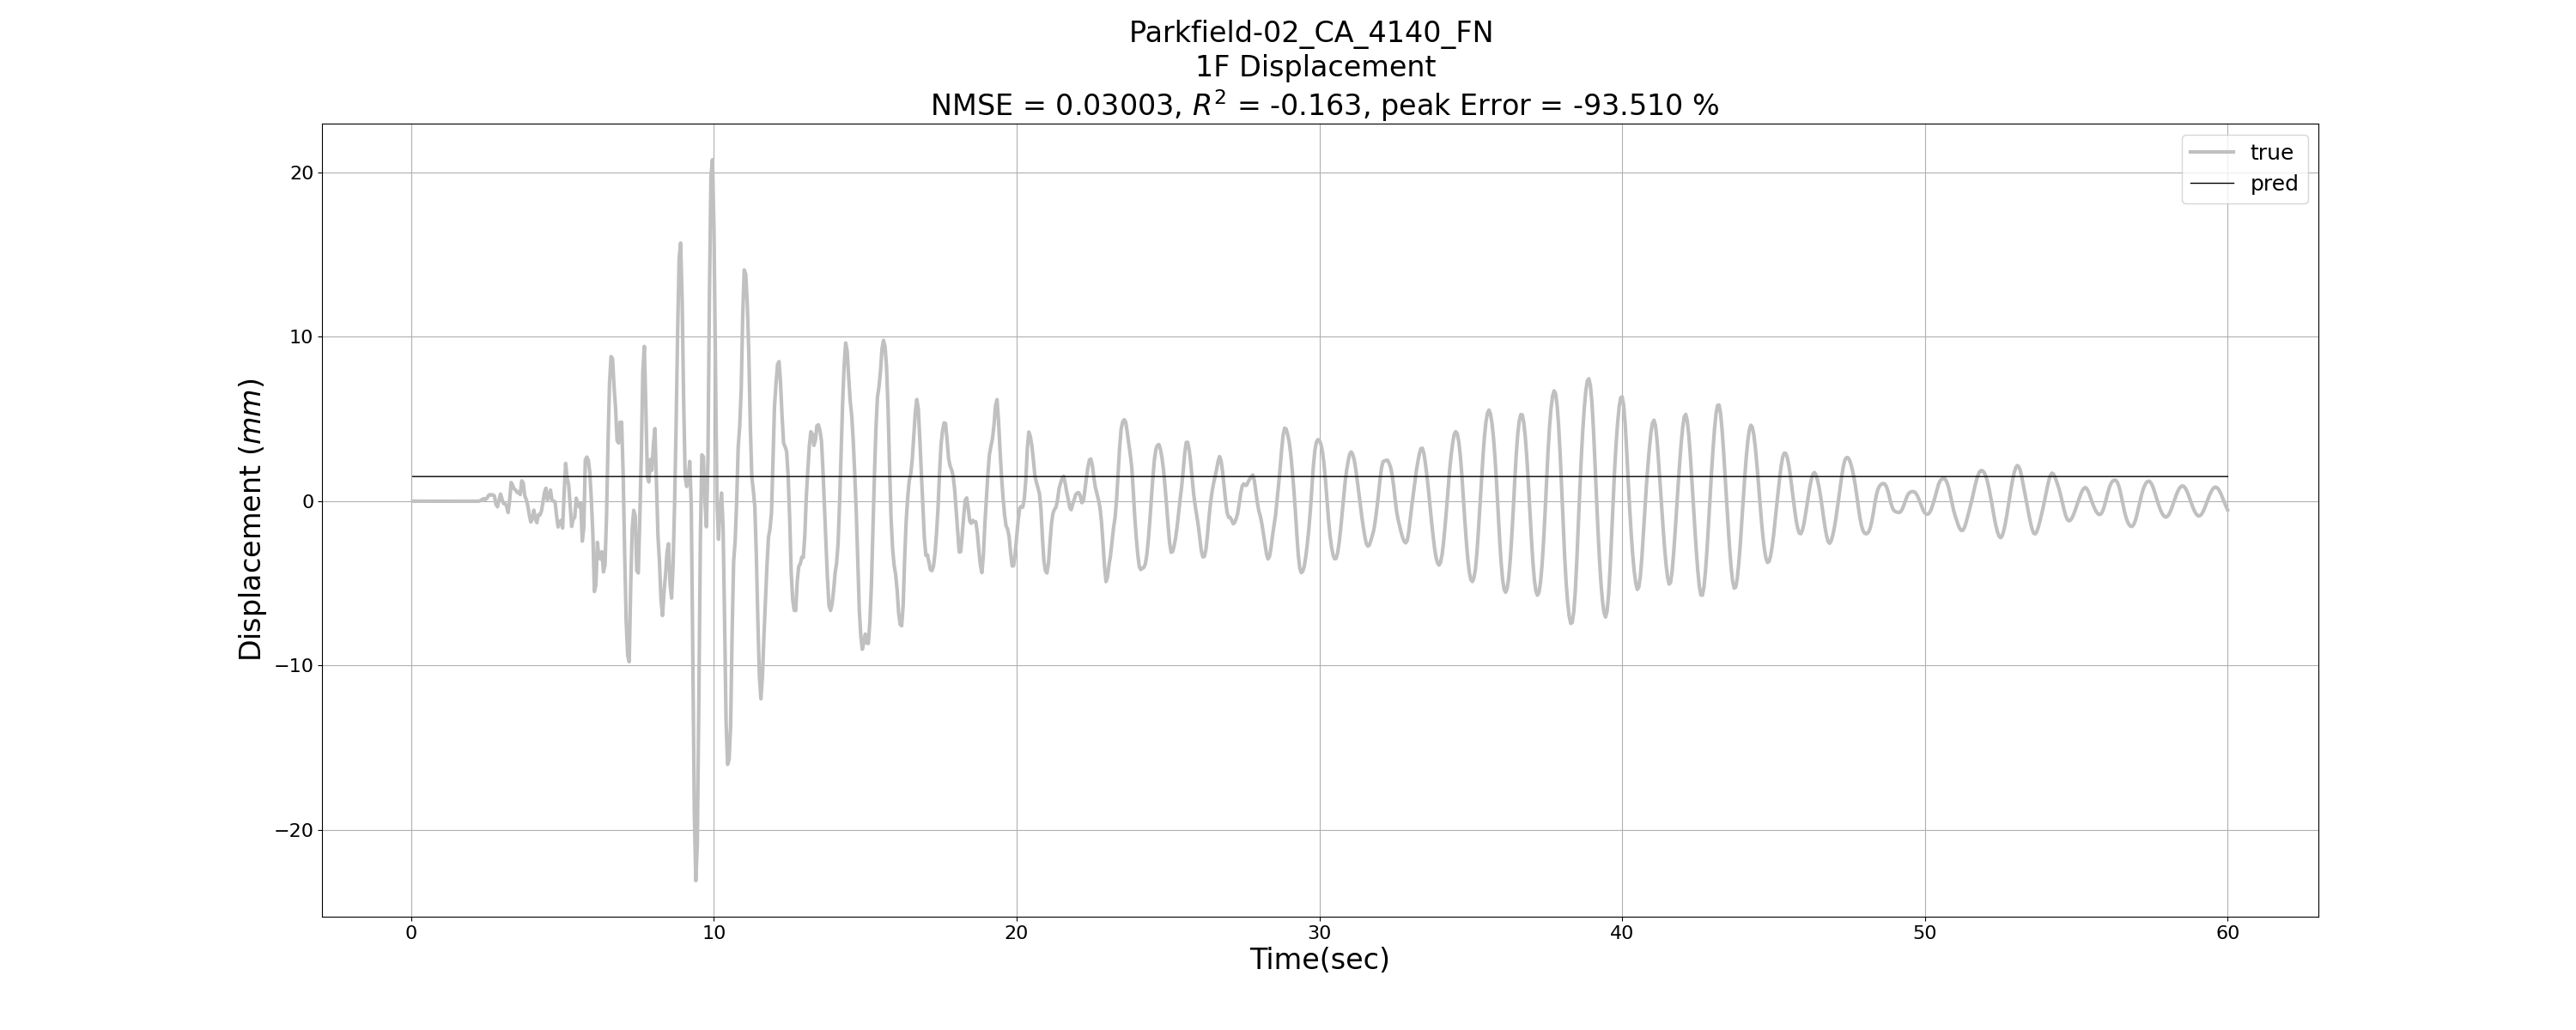 Parkfield-02_CA_4140_FN
1F Displacement
NMSE = 0.03003, R² = -0.163, peak Error = -93.510 %
true
pred
20
10
0
−10
−20
Displacement (mm)
0 10 20 30 40 50 60
Time(sec)